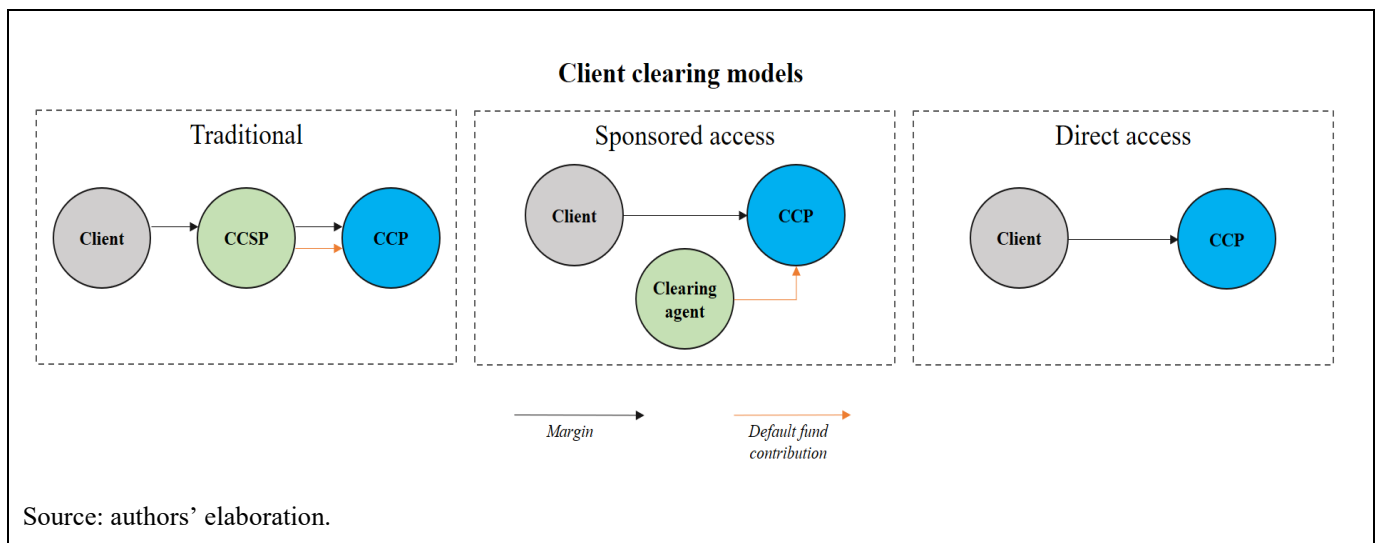 Client clearing models
Traditional
Client
CCSP
CCP
Sponsored access
Client
CCP
Clearing
agent
Direct access
Client
CCP
Margin
Default fund
contribution
Source: authors’ elaboration.